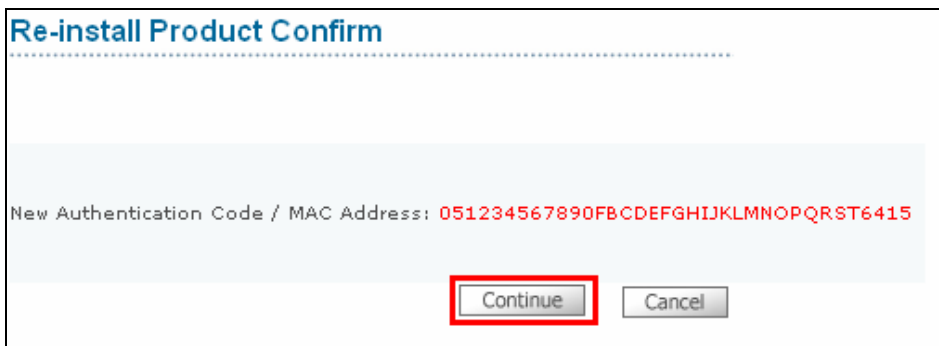 Re-install Product Confirm
New Authentication Code / MAC Address: 051234567890FBCDEFGHIJKLMNOPQRST6415
Continue Cancel